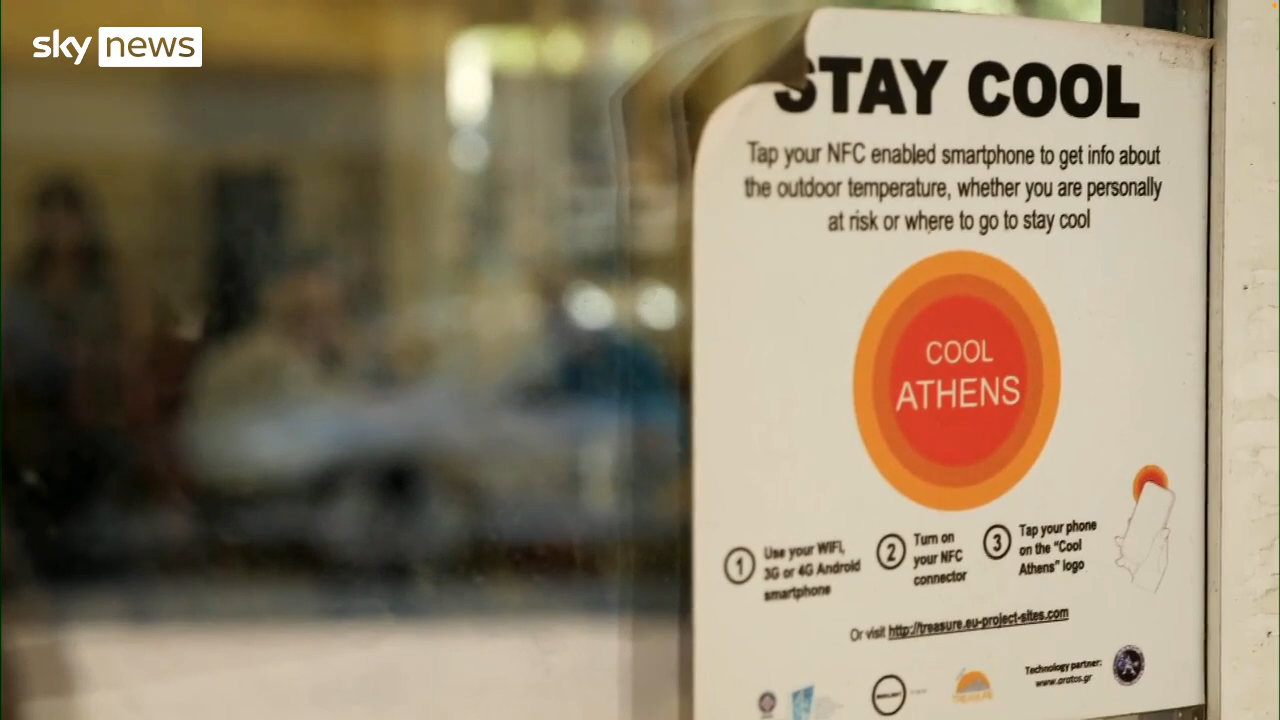 sky news
STAY COOL
Tap your NFC enabled smartphone to get info about
the outdoor temperature, whether you are personally
at risk or where to go to stay cool
COOL
ATHENS
1 Use your WiFi,
3G or 4G Android
smartphone
2 Turn on
your NFC
connector
3 Tap your phone
on the "Cool
Athens" logo
Or visit http://treasure.eu-project-sites.com
Technology partner:
www.oratos.gr
TREASURE